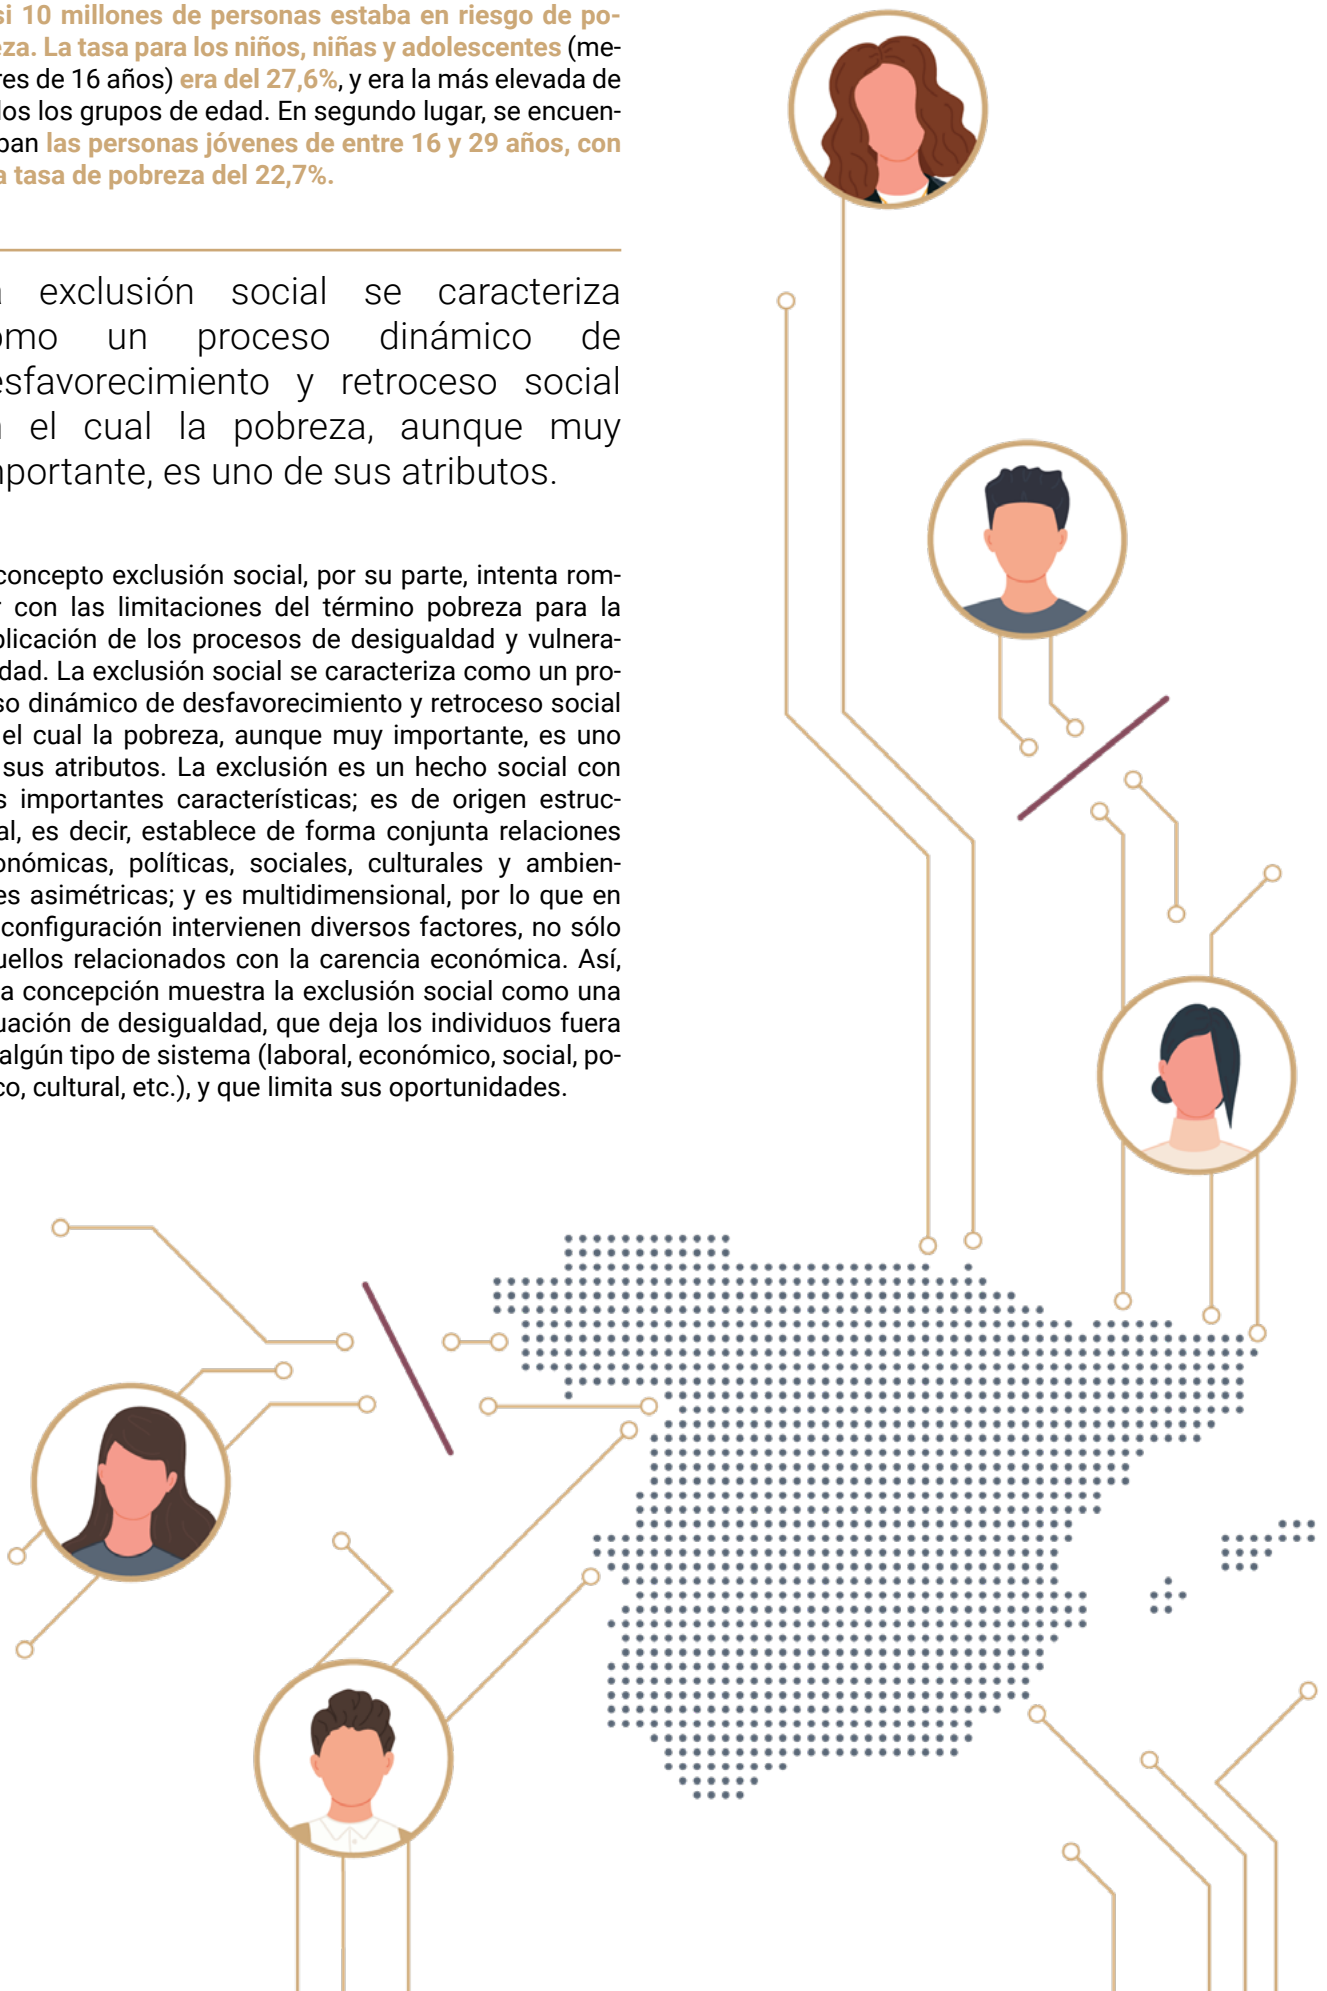 si 10 millones de personas estaba en riesgo de po-
eza. La tasa para los niños, niñas y adolescentes (me-
res de 16 años) era del 27,6%, y era la más elevada de
dos los grupos de edad. En segundo lugar, se encuen-
ban las personas jóvenes de entre 16 y 29 años, con
a tasa de pobreza del 22,7%.
a exclusión social se caracteriza
omo un proceso dinámico de
esfavorecimiento y retroceso social
n el cual la pobreza, aunque muy
mportante, es uno de sus atributos.
concepto exclusión social, por su parte, intenta rom-
r con las limitaciones del término pobreza para la
plicación de los procesos de desigualdad y vulnera-
idad. La exclusión social se caracteriza como un pro-
so dinámico de desfavorecimiento y retroceso social
el cual la pobreza, aunque muy importante, es uno
sus atributos. La exclusión es un hecho social con
s importantes características; es de origen estruc-
al, es decir, establece de forma conjunta relaciones
onómicas, políticas, sociales, culturales y ambien-
es asimétricas; y es multidimensional, por lo que en
configuración intervienen diversos factores, no sólo
uellos relacionados con la carencia económica. Así,
a concepción muestra la exclusión social como una
uación de desigualdad, que deja los individuos fuera
algún tipo de sistema (laboral, económico, social, po-
co, cultural, etc.), y que limita sus oportunidades.